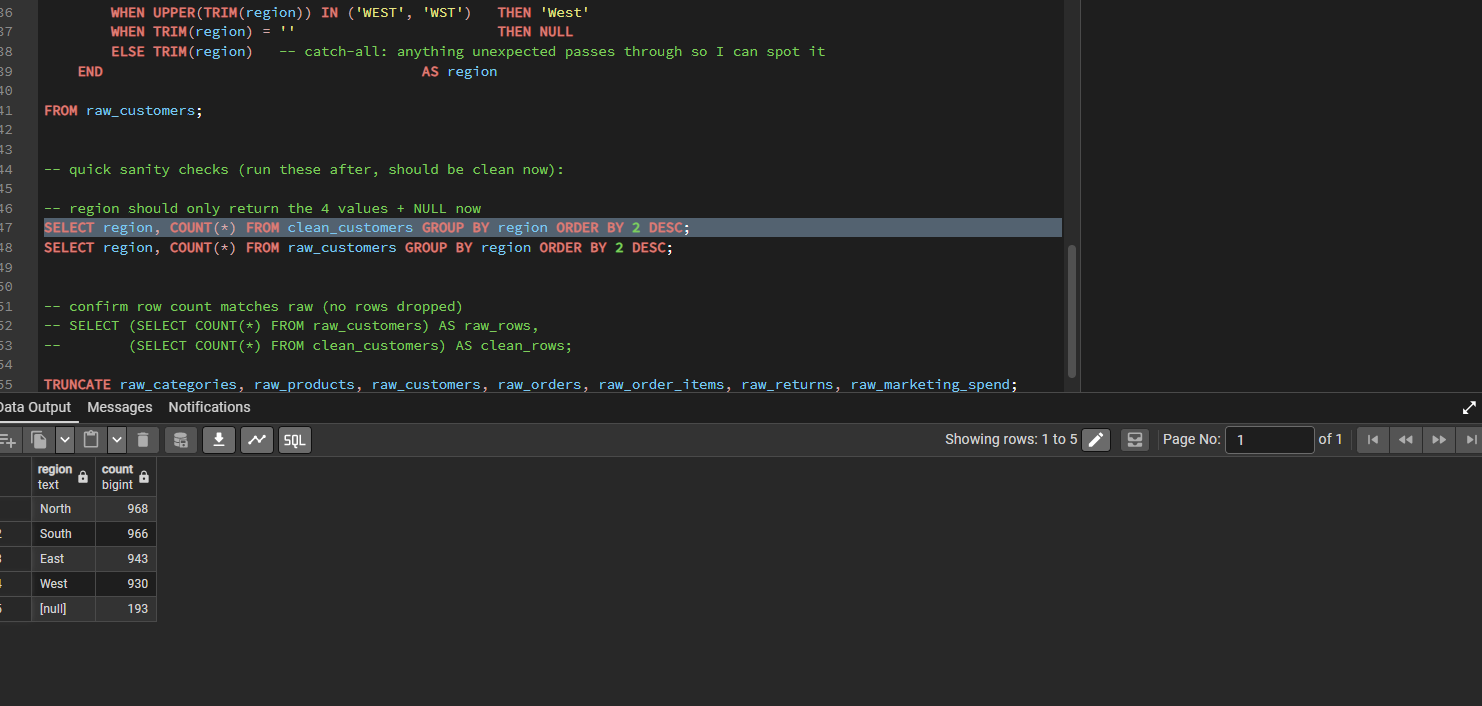 36 WHEN UPPER(TRIM(region)) IN ('WEST', 'WST') THEN 'West'
37 WHEN TRIM(region) = '' THEN NULL
38 ELSE TRIM(region) -- catch-all: anything unexpected passes through so I can spot it
39 END AS region
40
41 FROM raw_customers;
42
43
44 -- quick sanity checks (run these after, should be clean now):
45
46 -- region should only return the 4 values + NULL now
47 SELECT region, COUNT(*) FROM clean_customers GROUP BY region ORDER BY 2 DESC;
48 SELECT region, COUNT(*) FROM raw_customers GROUP BY region ORDER BY 2 DESC;
49
50
51 -- confirm row count matches raw (no rows dropped)
52 -- SELECT (SELECT COUNT(*) FROM raw_customers) AS raw_rows,
53 -- (SELECT COUNT(*) FROM clean_customers) AS clean_rows;
54
55 TRUNCATE raw_categories, raw_products, raw_customers, raw_orders, raw_order_items, raw_returns, raw_marketing_spend;
Data Output Messages Notifications
SQL Showing rows: 1 to 5 Page No: 1 of 1
region count
text bigint
North 968
2 South 966
3 East 943
4 West 930
5 [null] 193